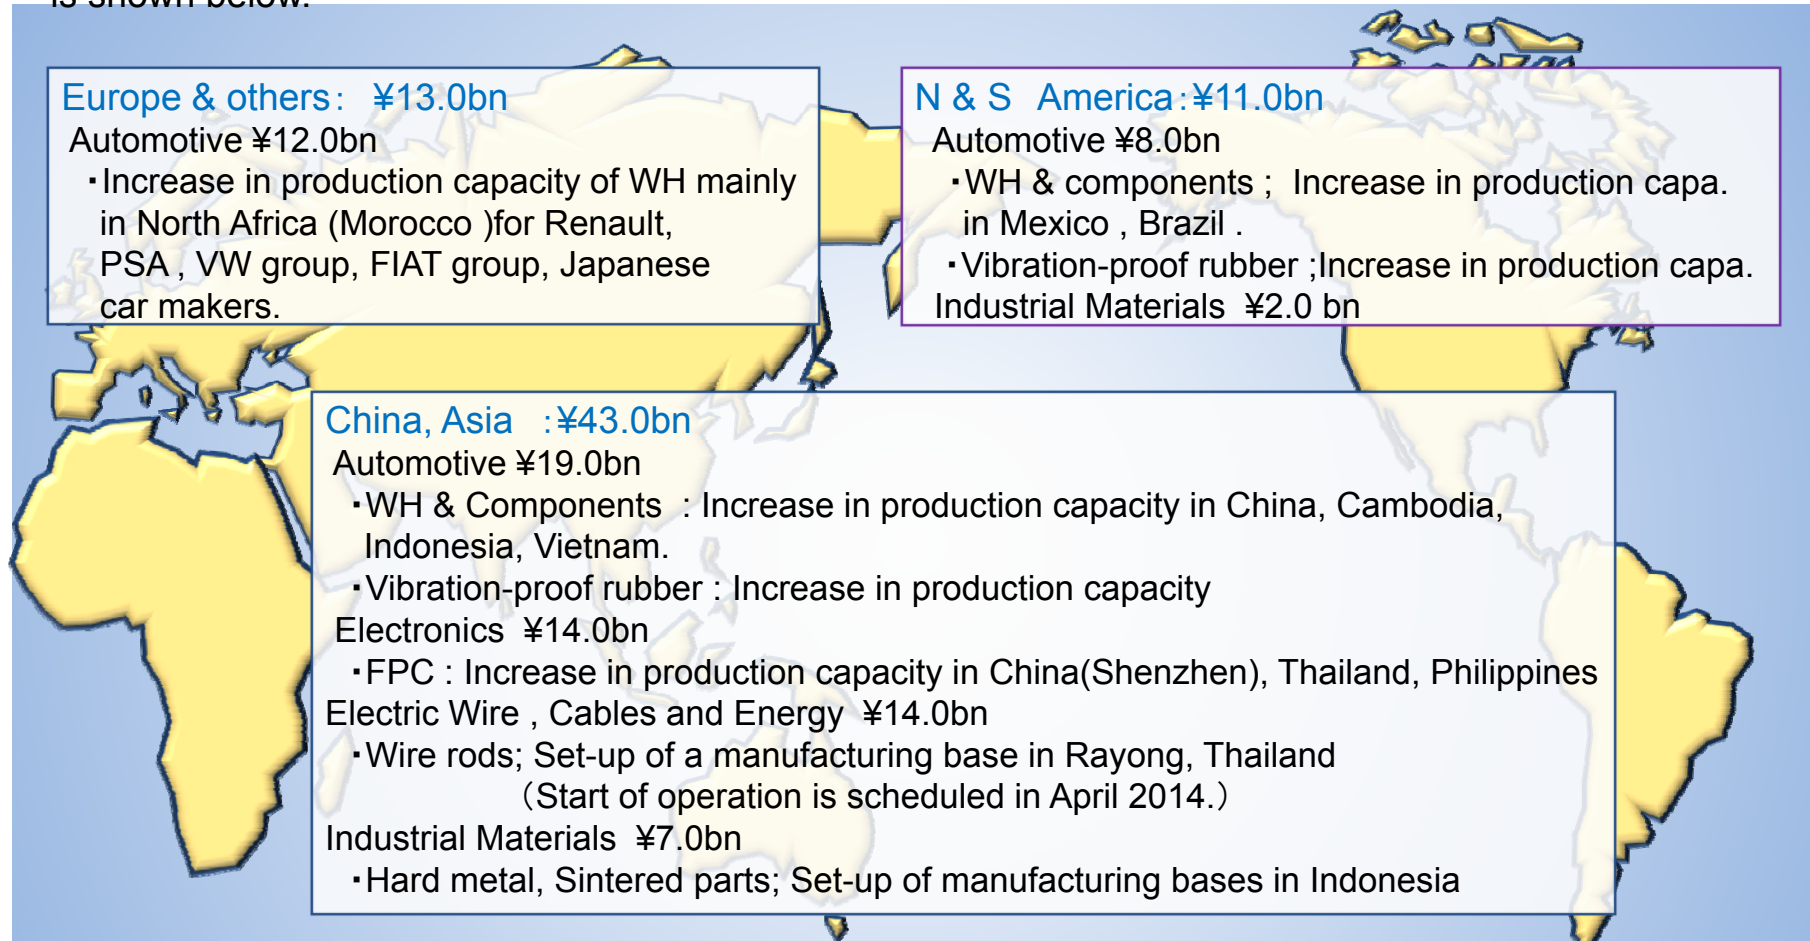 is shown below.
Europe & others： ¥13.0bn
Automotive ¥12.0bn
・Increase in production capacity of WH mainly
in North Africa (Morocco )for Renault,
PSA , VW group, FIAT group, Japanese
car makers.
N & S America：¥11.0bn
Automotive ¥8.0bn
・WH & components ; Increase in production capa.
in Mexico , Brazil .
・Vibration-proof rubber ;Increase in production capa.
Industrial Materials ¥2.0 bn
China, Asia ：¥43.0bn
Automotive ¥19.0bn
・WH & Components : Increase in production capacity in China, Cambodia,
Indonesia, Vietnam.
・Vibration-proof rubber : Increase in production capacity
Electronics ¥14.0bn
・FPC : Increase in production capacity in China(Shenzhen), Thailand, Philippines
Electric Wire , Cables and Energy ¥14.0bn
・Wire rods; Set-up of a manufacturing base in Rayong, Thailand
（Start of operation is scheduled in April 2014.）
Industrial Materials ¥7.0bn
・Hard metal, Sintered parts; Set-up of manufacturing bases in Indonesia